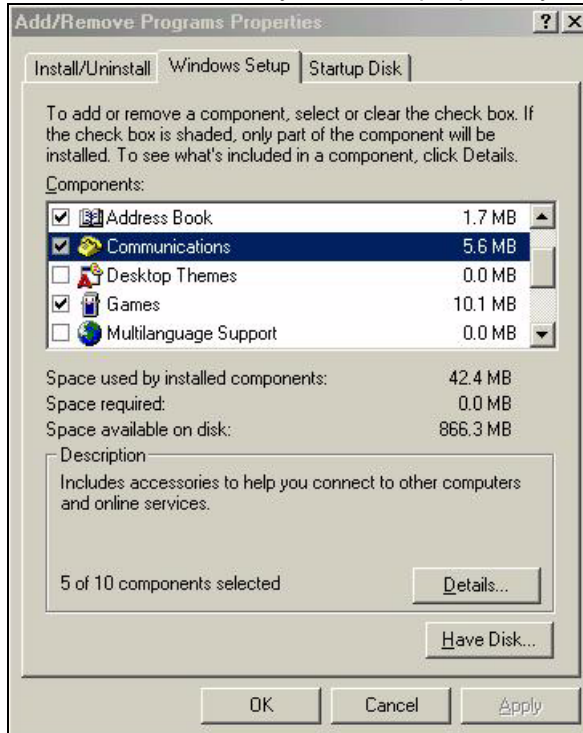 Add/Remove Programs Properties
Install/Uninstall Windows Setup Startup Disk
To add or remove a component, select or clear the check box. If
the check box is shaded, only part of the component will be
installed. To see what's included in a component, click Details.
Components:
Address Book 1.7 MB
Communications 5.6 MB
Desktop Themes 0.0 MB
Games 10.1 MB
Multilanguage Support 0.0 MB
Space used by installed components: 42.4 MB
Space required: 0.0 MB
Space available on disk: 866.3 MB
Description
Includes accessories to help you connect to other computers
and online services.
5 of 10 components selected Details...
Have Disk...
OK Cancel Apply